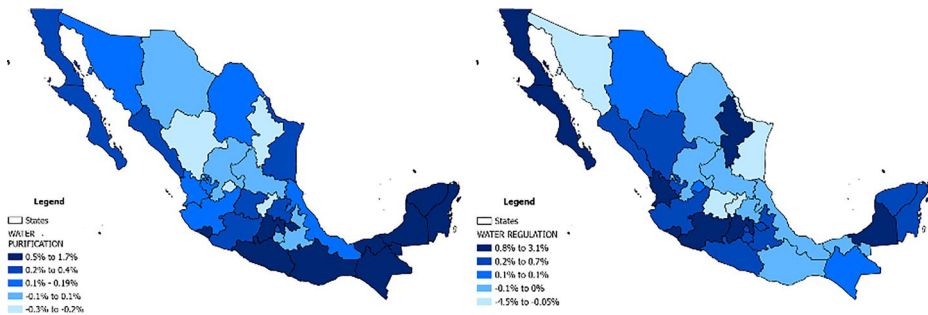 Legend
States
WATER
PURIFICATION
0.5% to 1.7%
0.2% to 0.4%
0.1% - 0.19%
-0.1% to 0.1%
-0.3% to -0.2%
Legend
States
WATER REGULATION
0.8% to 3.1%
0.2% to 0.7%
0.1% to 0.1%
-0.1% to 0%
-4.5% to -0.05%